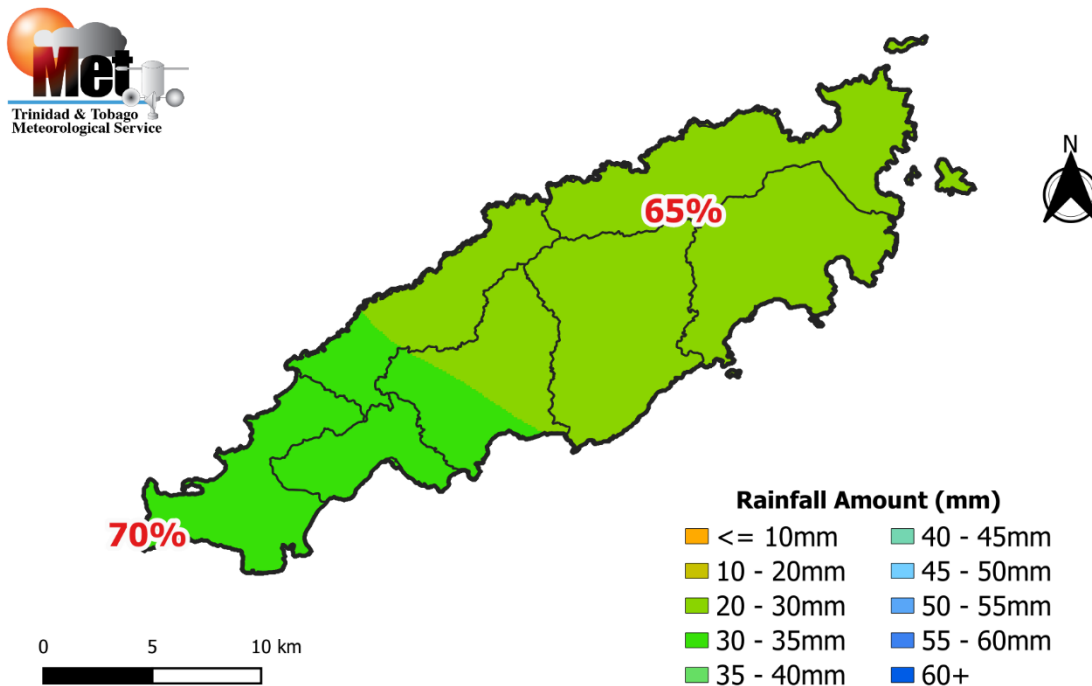 Met
Trinidad & Tobago
Meteorological Service
N
65%
70%
Rainfall Amount (mm)
<= 10mm
10 - 20mm
20 - 30mm
30 - 35mm
35 - 40mm
40 - 45mm
45 - 50mm
50 - 55mm
55 - 60mm
60+
0 5 10 km